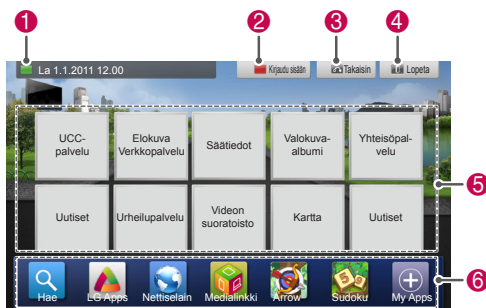 1
2
3
4
La 1.1.2011 12.00
Kirjaudu sisään
Takaisin
Lopeta
UCC-
palvelu
Elokuva
Verkkopalvelu
Säätiedot
Valokuva-
albumi
Yhteisöpal-
velu
5
Uutiset
Urheilupalvelu
Videon
suoratoisto
Kartta
Uutiset
Hae
LG Apps
Nettiselain
Medialinkki
Arrow
Sudoku
My Apps
6